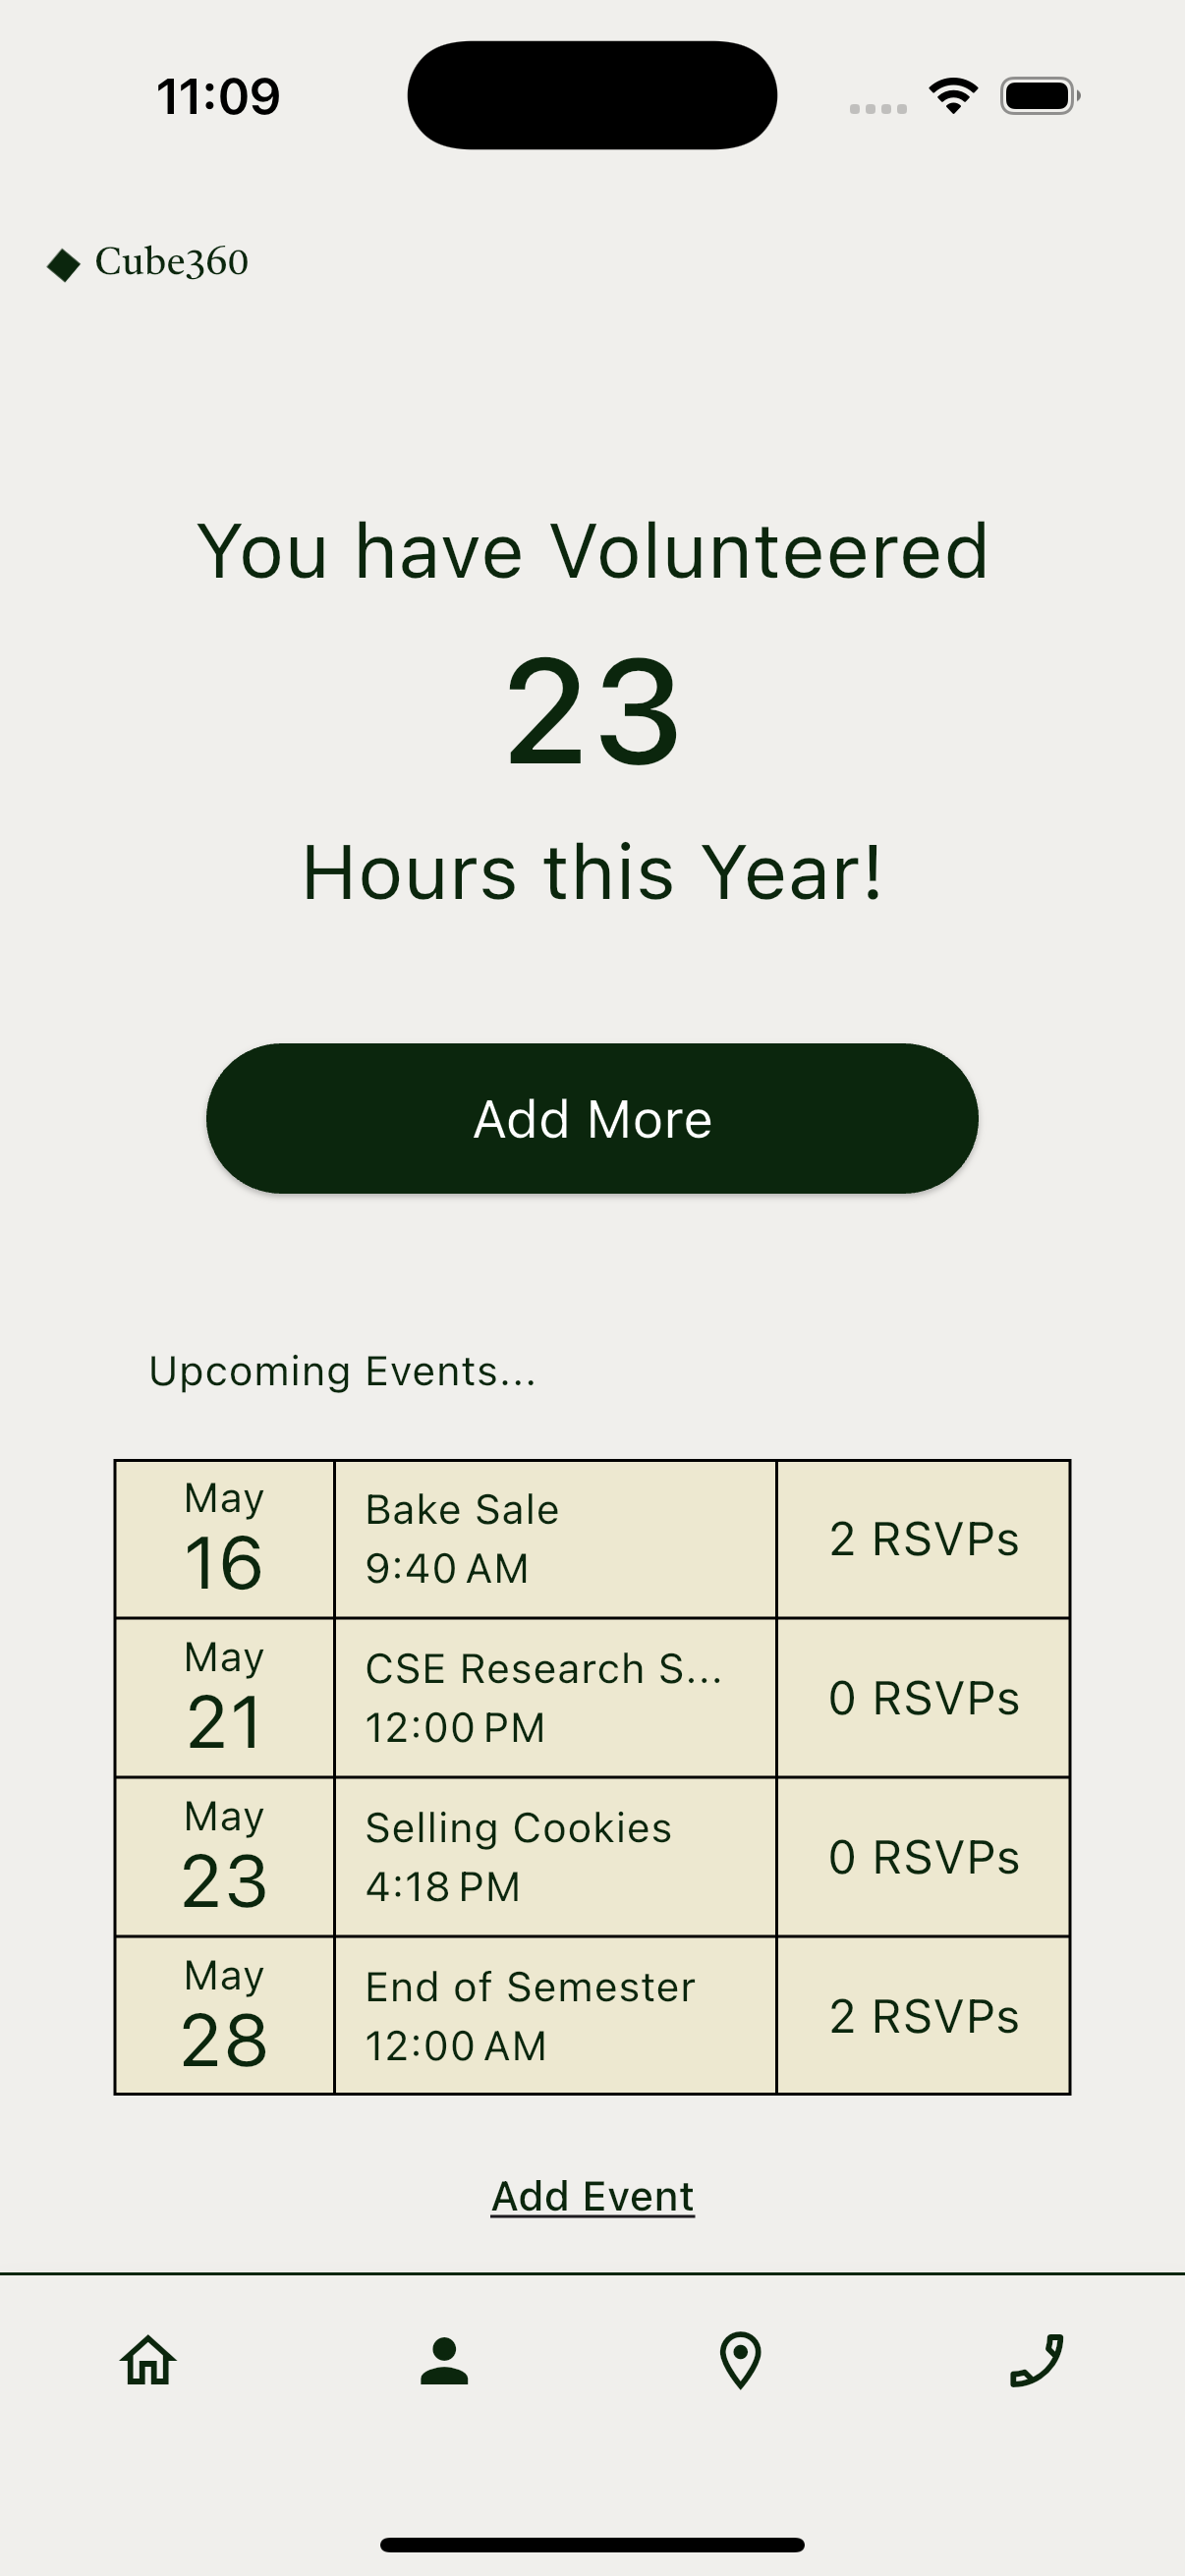 11:09
Cube360
You have Volunteered
23
Hours this Year!
Add More
Upcoming Events...
May
16
Bake Sale
9:40 AM
2 RSVPs
May
21
CSE Research S...
12:00 PM
0 RSVPs
May
23
Selling Cookies
4:18 PM
0 RSVPs
May
28
End of Semester
12:00 AM
2 RSVPs
Add Event